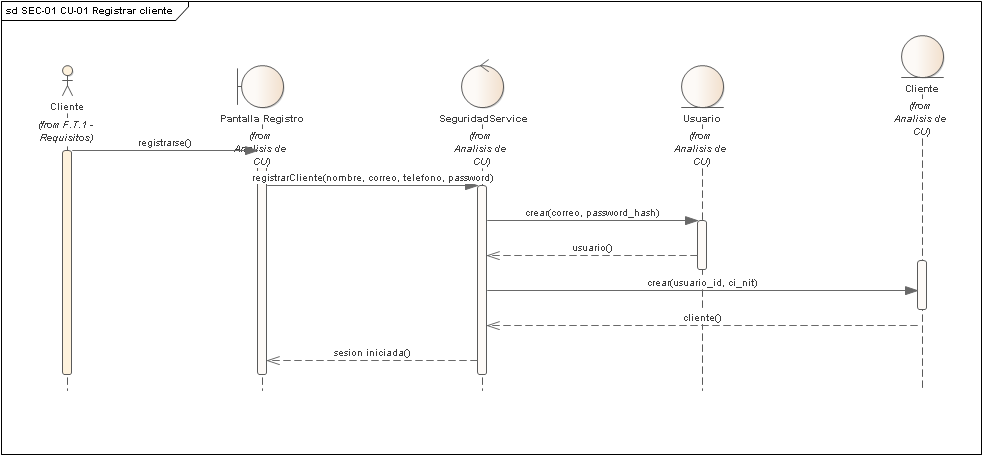 sd SEC-01 CU-01 Registrar cliente
Cliente
(from F.T.1 -
Requisitos)
Pantalla Registro
(from
Analisis de
CU)
SeguridadService
(from
Analisis de
CU)
Usuario
(from
Analisis de
CU)
Cliente
(from
Analisis de
CU)
registrarse()
registrarCliente(nombre, correo, telefono, password)
crear(correo, password_hash)
usuario()
crear(usuario_id, ci_nit)
cliente()
sesion iniciada()